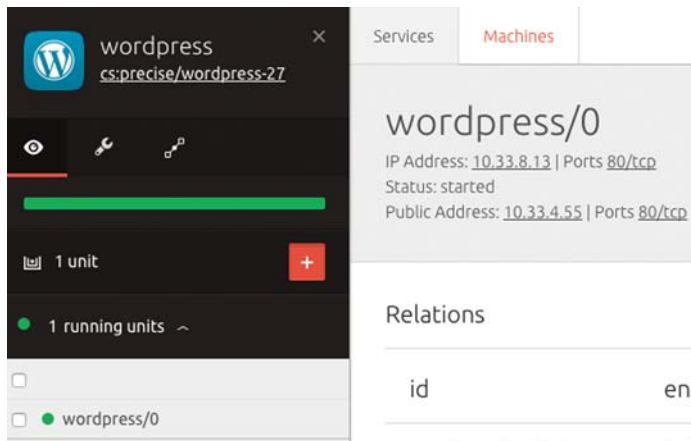 wordpress
cs:precise/wordpress-27
1 unit
1 running units
wordpress/0
Services Machines
wordpress/0
IP Address: 10.33.8.13 | Ports 80/tcp
Status: started
Public Address: 10.33.4.55 | Ports 80/tcp
Relations
id en